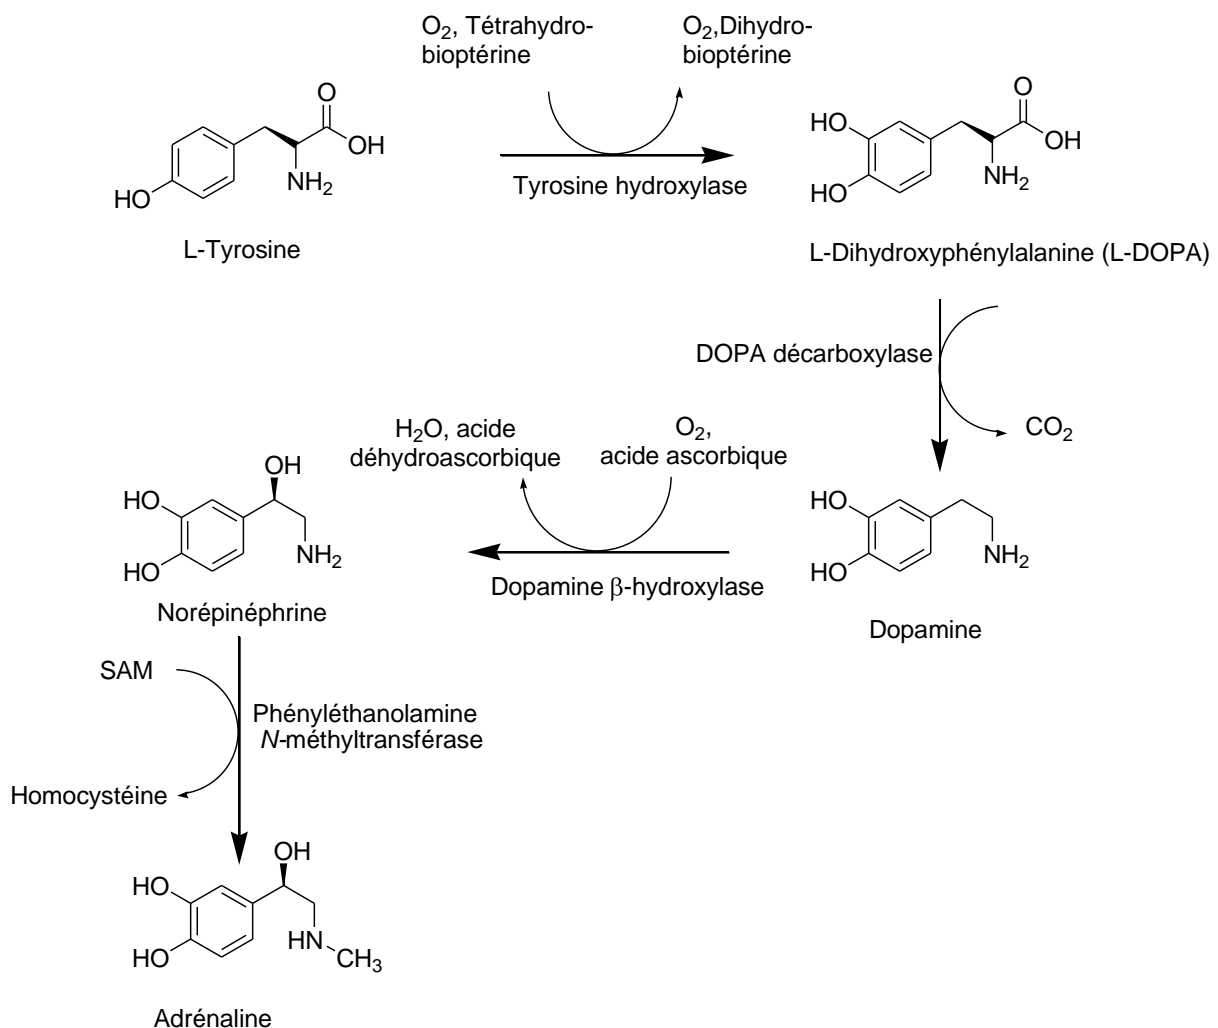 O2, Tétrahydro-
bioptérine
O2,Dihydro-
bioptérine
O
OH
NH2
HO
L-Tyrosine
Tyrosine hydroxylase
O
HO
OH
HO
NH2
L-Dihydroxyphénylalanine (L-DOPA)
DOPA décarboxylase
CO2
H2O, acide
déhydroascorbique
O2,
acide ascorbique
OH
HO
HO
NH2
Norépinéphrine
Dopamine β-hydroxylase
HO
HO
NH2
Dopamine
SAM
Phényléthanolamine
N-méthyltransférase
Homocystéine
OH
HO
HO
HN
CH3
Adrénaline